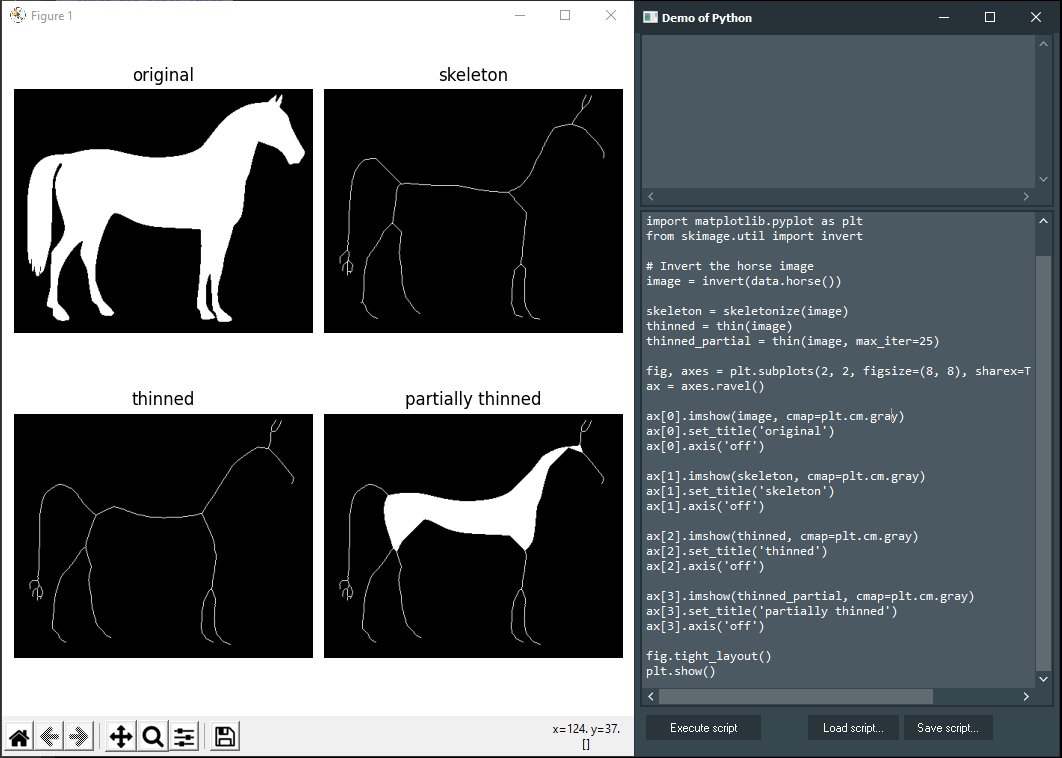 Figure 1
original
skeleton
thinned
partially thinned
x=124. y=37.
[]
Demo of Python
import matplotlib.pyplot as plt
from skimage.util import invert
# Invert the horse image
image = invert(data.horse())
skeleton = skeletonize(image)
thinned = thin(image)
thinned_partial = thin(image, max_iter=25)
fig, axes = plt.subplots(2, 2, figsize=(8, 8), sharex=T
ax = axes.ravel()
ax[0].imshow(image, cmap=plt.cm.gray)
ax[0].set_title('original')
ax[0].axis('off')
ax[1].imshow(skeleton, cmap=plt.cm.gray)
ax[1].set_title('skeleton')
ax[1].axis('off')
ax[2].imshow(thinned, cmap=plt.cm.gray)
ax[2].set_title('thinned')
ax[2].axis('off')
ax[3].imshow(thinned_partial, cmap=plt.cm.gray)
ax[3].set_title('partially thinned')
ax[3].axis('off')
fig.tight_layout()
plt.show()
Execute script
Load script...
Save script...